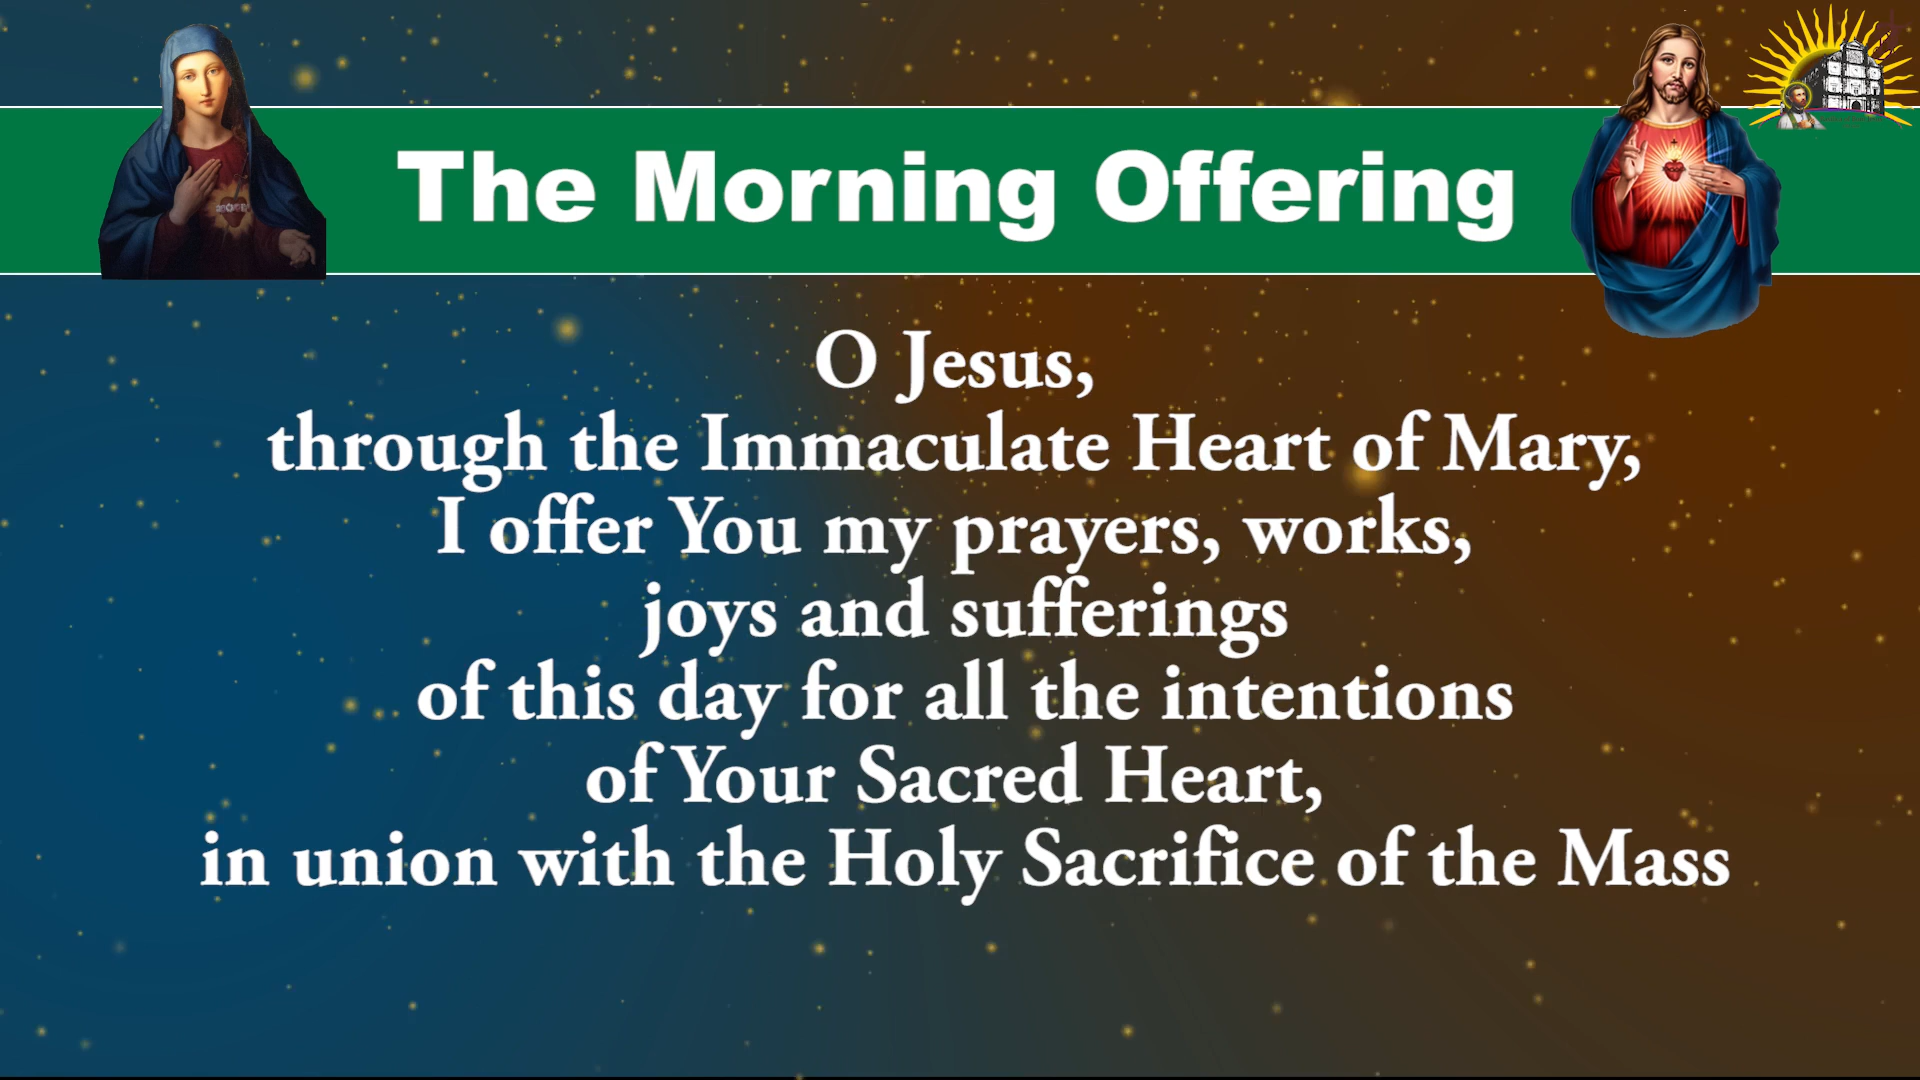 The Morning Offering
O Jesus,
through the Immaculate Heart of Mary,
I offer You my prayers, works,
joys and sufferings
of this day for all the intentions
of Your Sacred Heart,
in union with the Holy Sacrifice of the Mass